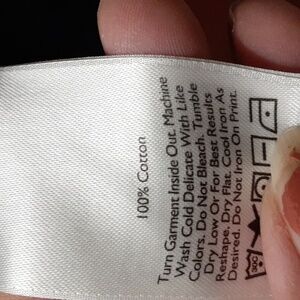 100% Cotton
Turn Garment Inside Out. Machine
Wash Cold Delicate With Like
Colors. Do Not Bleach. Tumble
Dry Low Or For Best Results
Reshape, Dry Flat. Cool Iron As
Desired. Do Not Iron On Print.
30C